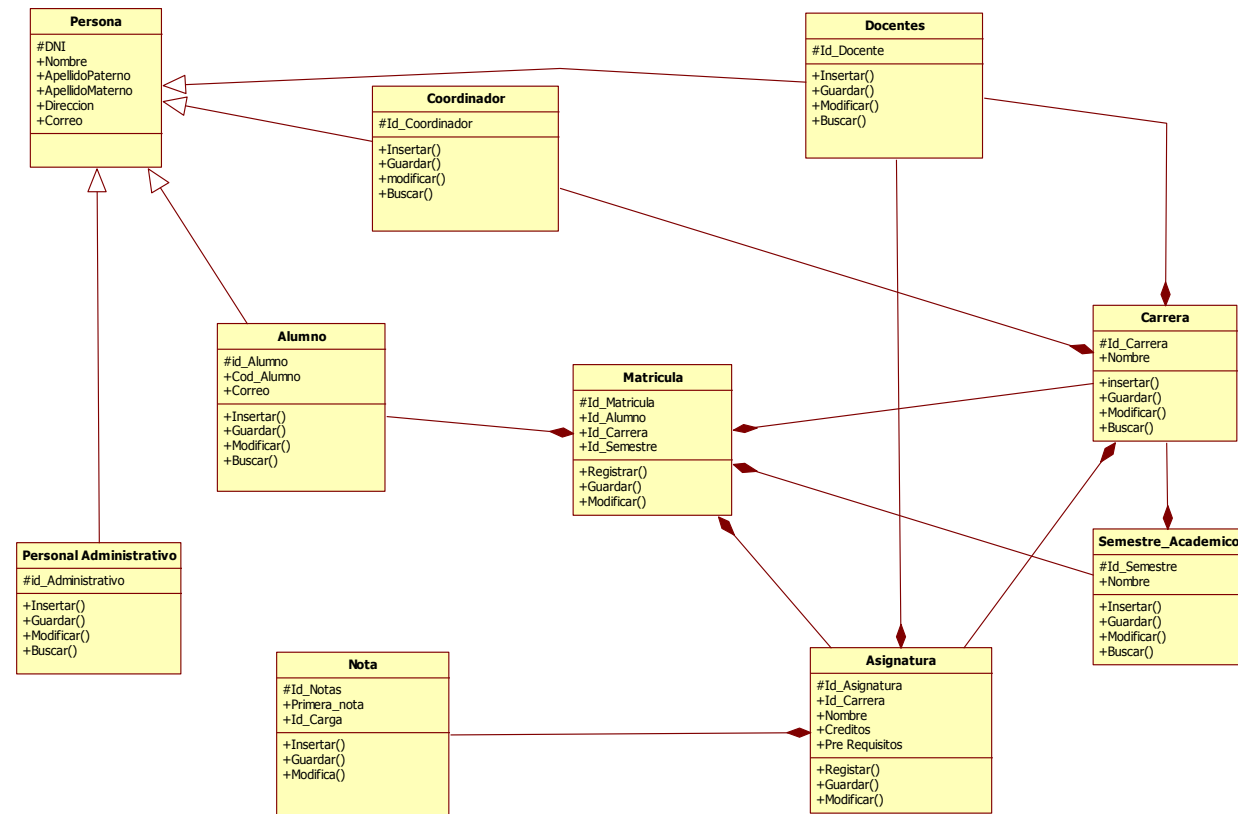 Persona
#DNI
+Nombre
+ApellidoPaterno
+ApellidoMaterno
+Direccion
+Correo
Docentes
#Id_Docente
+Insertar()
+Guardar()
+Modificar()
+Buscar()
Coordinador
#Id_Coordinador
+Insertar()
+Guardar()
+modificar()
+Buscar()
Carrera
#Id_Carrera
+Nombre
+insertar()
+Guardar()
+Modificar()
+Buscar()
Alumno
#id_Alumno
+Cod_Alumno
+Correo
+Insertar()
+Guardar()
+Modificar()
+Buscar()
Matricula
#Id_Matricula
+Id_Alumno
+Id_Carrera
+Id_Semestre
+Registrar()
+Guardar()
+Modificar()
Semestre_Academico
#Id_Semestre
+Nombre
+Insertar()
+Guardar()
+Modificar()
+Buscar()
Personal Administrativo
#id_Administrativo
+Insertar()
+Guardar()
+Modificar()
+Buscar()
Nota
#Id_Notas
+Primera_nota
+Id_Carga
+Insertar()
+Guardar()
+Modifica()
Asignatura
#Id_Asignatura
+Id_Carrera
+Nombre
+Creditos
+Pre Requisitos
+Registar()
+Guardar()
+Modificar()